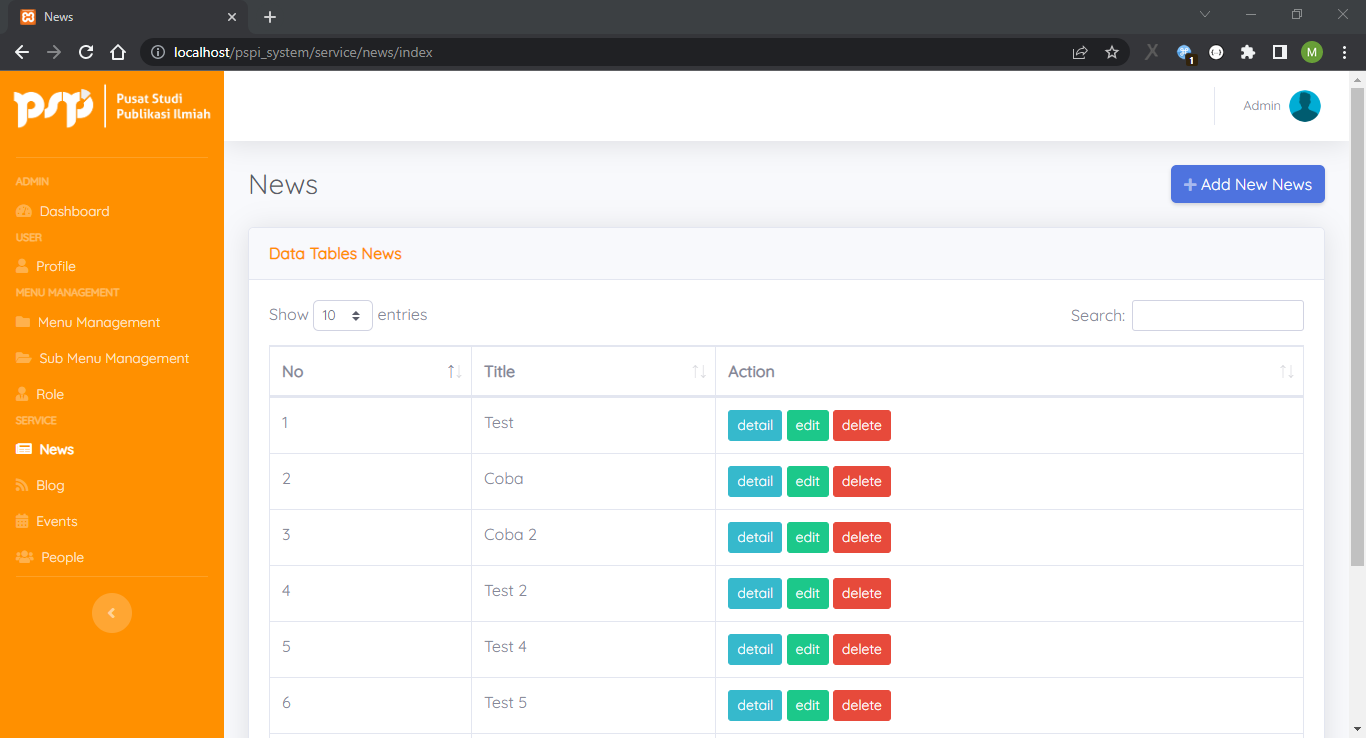 News
localhost/pspi_system/service/news/index
1
M
pspi
Pusat Studi
Publikasi Ilmiah
Admin
ADMIN
Dashboard
USER
Profile
MENU MANAGEMENT
Menu Management
Sub Menu Management
Role
SERVICE
News
Blog
Events
People
News
+ Add New News
Data Tables News
Show 10 entries
Search:
No Title Action
1 Test detail edit delete
2 Coba detail edit delete
3 Coba 2 detail edit delete
4 Test 2 detail edit delete
5 Test 4 detail edit delete
6 Test 5 detail edit delete